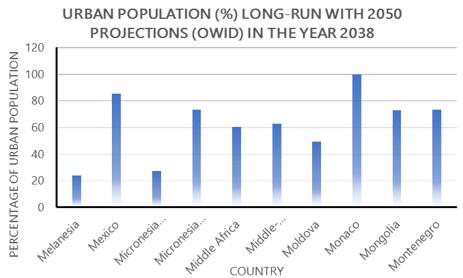 URBAN POPULATION (%) LONG-RUN WITH 2050
PROJECTIONS (OWID) IN THE YEAR 2038
PERCENTAGE OF URBAN POPULATION
120
100
80
60
40
20
0
Melanesia
Mexico
Micronesia...
Micronesia...
Middle Africa
Middle-...
Moldova
Monaco
Mongolia
Montenegro
COUNTRY